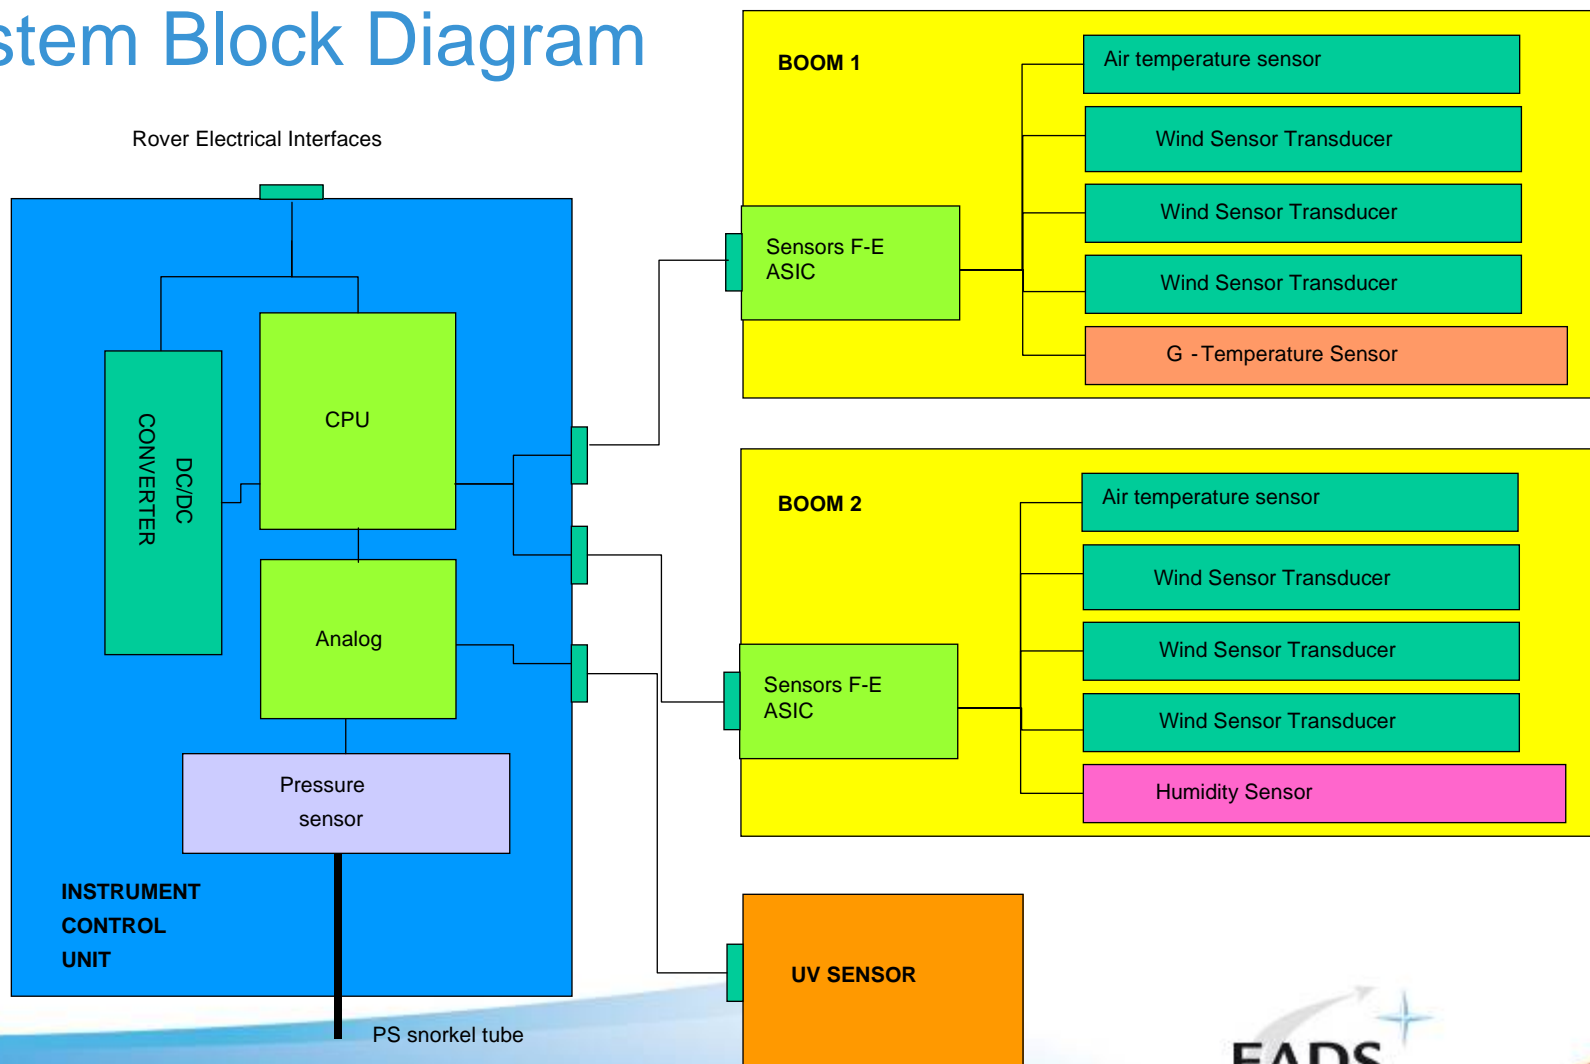 stem Block Diagram
Rover Electrical Interfaces
DC/DC
CONVERTER
CPU
Analog
Pressure
sensor
INSTRUMENT
CONTROL
UNIT
PS snorkel tube
BOOM 1
Sensors F-E
ASIC
Air temperature sensor
Wind Sensor Transducer
Wind Sensor Transducer
Wind Sensor Transducer
G - Temperature Sensor
BOOM 2
Sensors F-E
ASIC
Air temperature sensor
Wind Sensor Transducer
Wind Sensor Transducer
Wind Sensor Transducer
Humidity Sensor
UV SENSOR
EADS